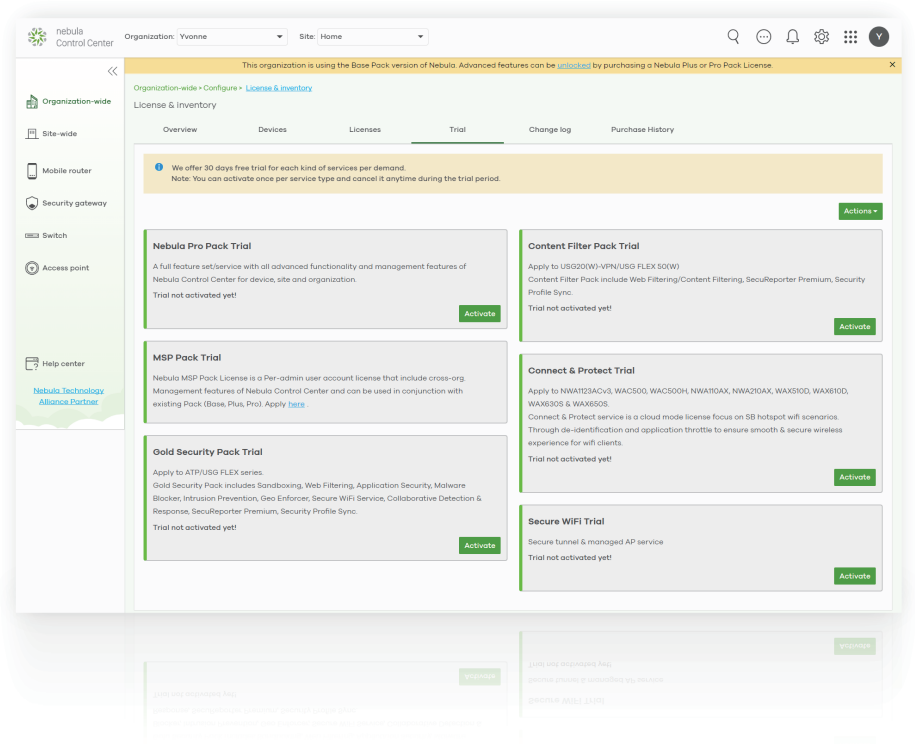 nebula
Control Center
Organization: Yvonne
Site: Home
Y
This organization is using the Base Pack version of Nebula. Advanced features can be unlocked by purchasing a Nebula Plus or Pro Pack License.
Organization-wide
Site-wide
Mobile router
Security gateway
Switch
Access point
Help center
Nebula Technology
Alliance Partner
Organization-wide > Configure > License & inventory
License & inventory
Overview
Devices
Licenses
Trial
Change log
Purchase History
We offer 30 days free trial for each kind of services per demand.
Note: You can activate once per service type and cancel it anytime during the trial period.
Actions
Nebula Pro Pack Trial
A full feature set/service with all advanced functionality and management features of
Nebula Control Center for device, site and organization.
Trial not activated yet!
Activate
MSP Pack Trial
Nebula MSP Pack License is a Per-admin user account license that include cross-org.
Management features of Nebula Control Center and can be used in conjunction with
existing Pack (Base, Plus, Pro). Apply here
Gold Security Pack Trial
Apply to ATP/USG FLEX series.
Gold Security Pack includes Sandboxing, Web Filtering, Application Security, Malware
Blocker, Intrusion Prevention, Geo Enforcer, Secure WiFi Service, Collaborative Detection &
Response, SecuReporter Premium, Security Profile Sync.
Trial not activated yet!
Activate
Content Filter Pack Trial
Apply to USG20(W)-VPN/USG FLEX 50(W)
Content Filter Pack include Web Filtering/Content Filtering, SecuReporter Premium, Security
Profile Sync.
Trial not activated yet!
Activate
Connect & Protect Trial
Apply to NWA1123ACv3, WAC500, WAC500H, NWA110AX, NWA210AX, WAX510D, WAX610D,
WAX630S & WAX650S.
Connect & Protect service is a cloud mode license focus on SB hotspot wifi scenarios.
Through de-identification and application throttle to ensure smooth & secure wireless
experience for wifi clients.
Trial not activated yet!
Activate
Secure WiFi Trial
Secure tunnel & managed AP service
Trial not activated yet!
Activate